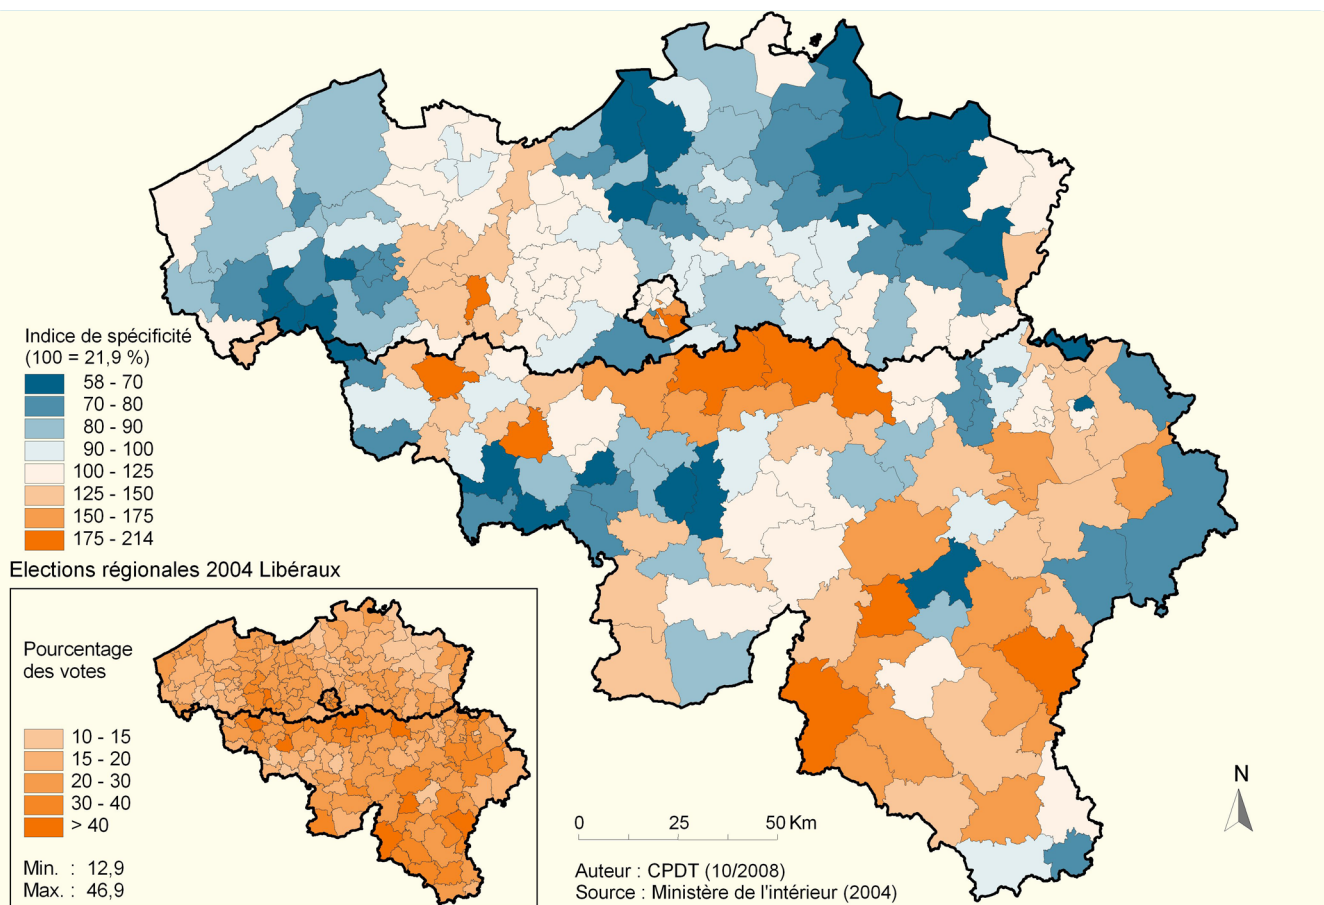 Indice de spécificité
(100 = 21,9 %)
58 - 70
70 - 80
80 - 90
90 - 100
100 - 125
125 - 150
150 - 175
175 - 214
Elections régionales 2004 Libéraux
Pourcentage
des votes
10 - 15
15 - 20
20 - 30
30 - 40
> 40
Min. : 12,9
Max. : 46,9
0 25 50 Km
Auteur : CPDT (10/2008)
Source : Ministère de l'intérieur (2004)
N